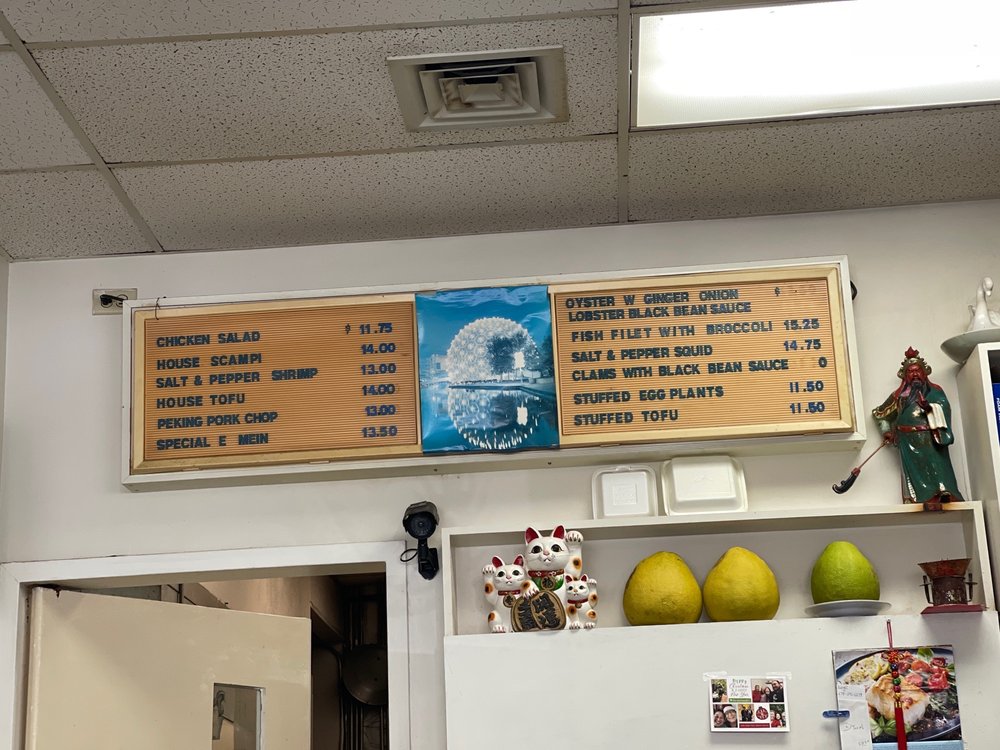 CHICKEN SALAD $ 11.75
HOUSE SCAMPI 14.00
SALT & PEPPER SHRIMP 13.00
HOUSE TOFU 14.00
PEKING PORK CHOP 13.00
SPECIAL E MEIN 13.50
OYSTER W GINGER ONION $
LOBSTER BLACK BEAN SAUCE
FISH FILET WITH BROCCOLI 15.25
SALT & PEPPER SQUID 14.75
CLAMS WITH BLACK BEAN SAUCE 0
STUFFED EGG PLANTS 11.50
STUFFED TOFU 11.50